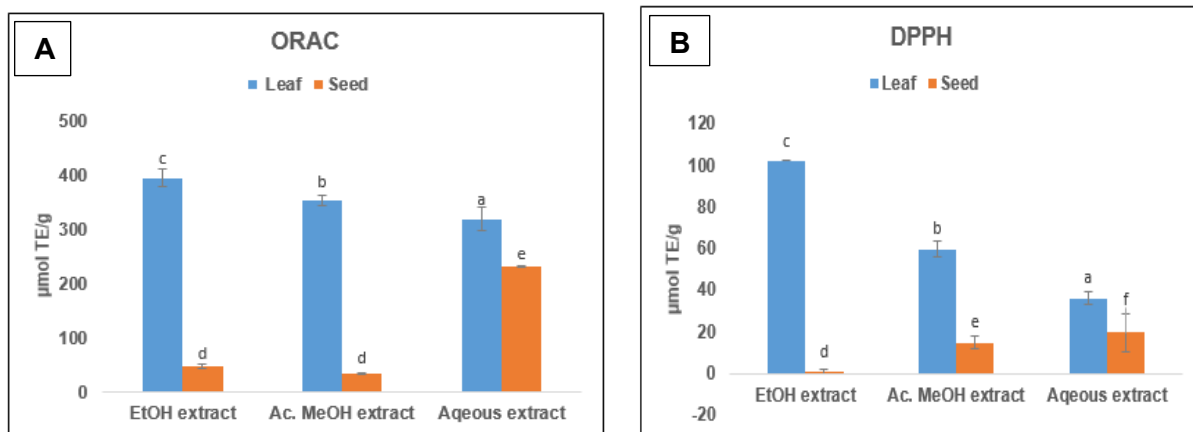 A
ORAC
Leaf Seed
500
400
300
200
100
0
µmol TE/g
c
d
b
d
a
e
EtOH extract Ac. MeOH extract Aqeous extract
B
DPPH
Leaf Seed
120
100
80
60
40
20
0
-20
µmol TE/g
c
d
b
e
a
f
EtOH extract Ac. MeOH extract Aqeous extract